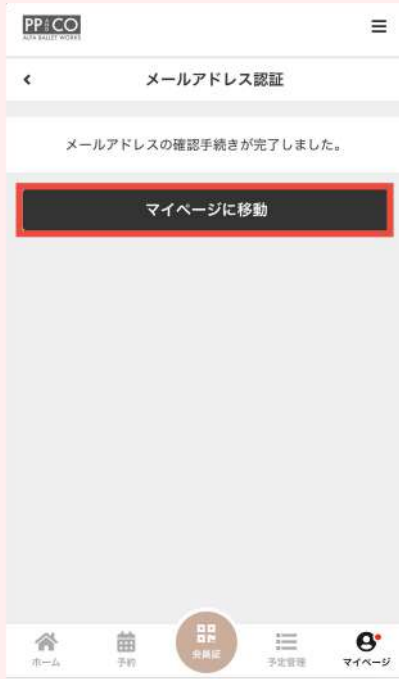 PP AND CO
ALFA BALLET WORKS
メールアドレス認証
メールアドレスの確認手続きが完了しました。
マイページに移動
ホーム
予約
会員証
予定管理
マイページ